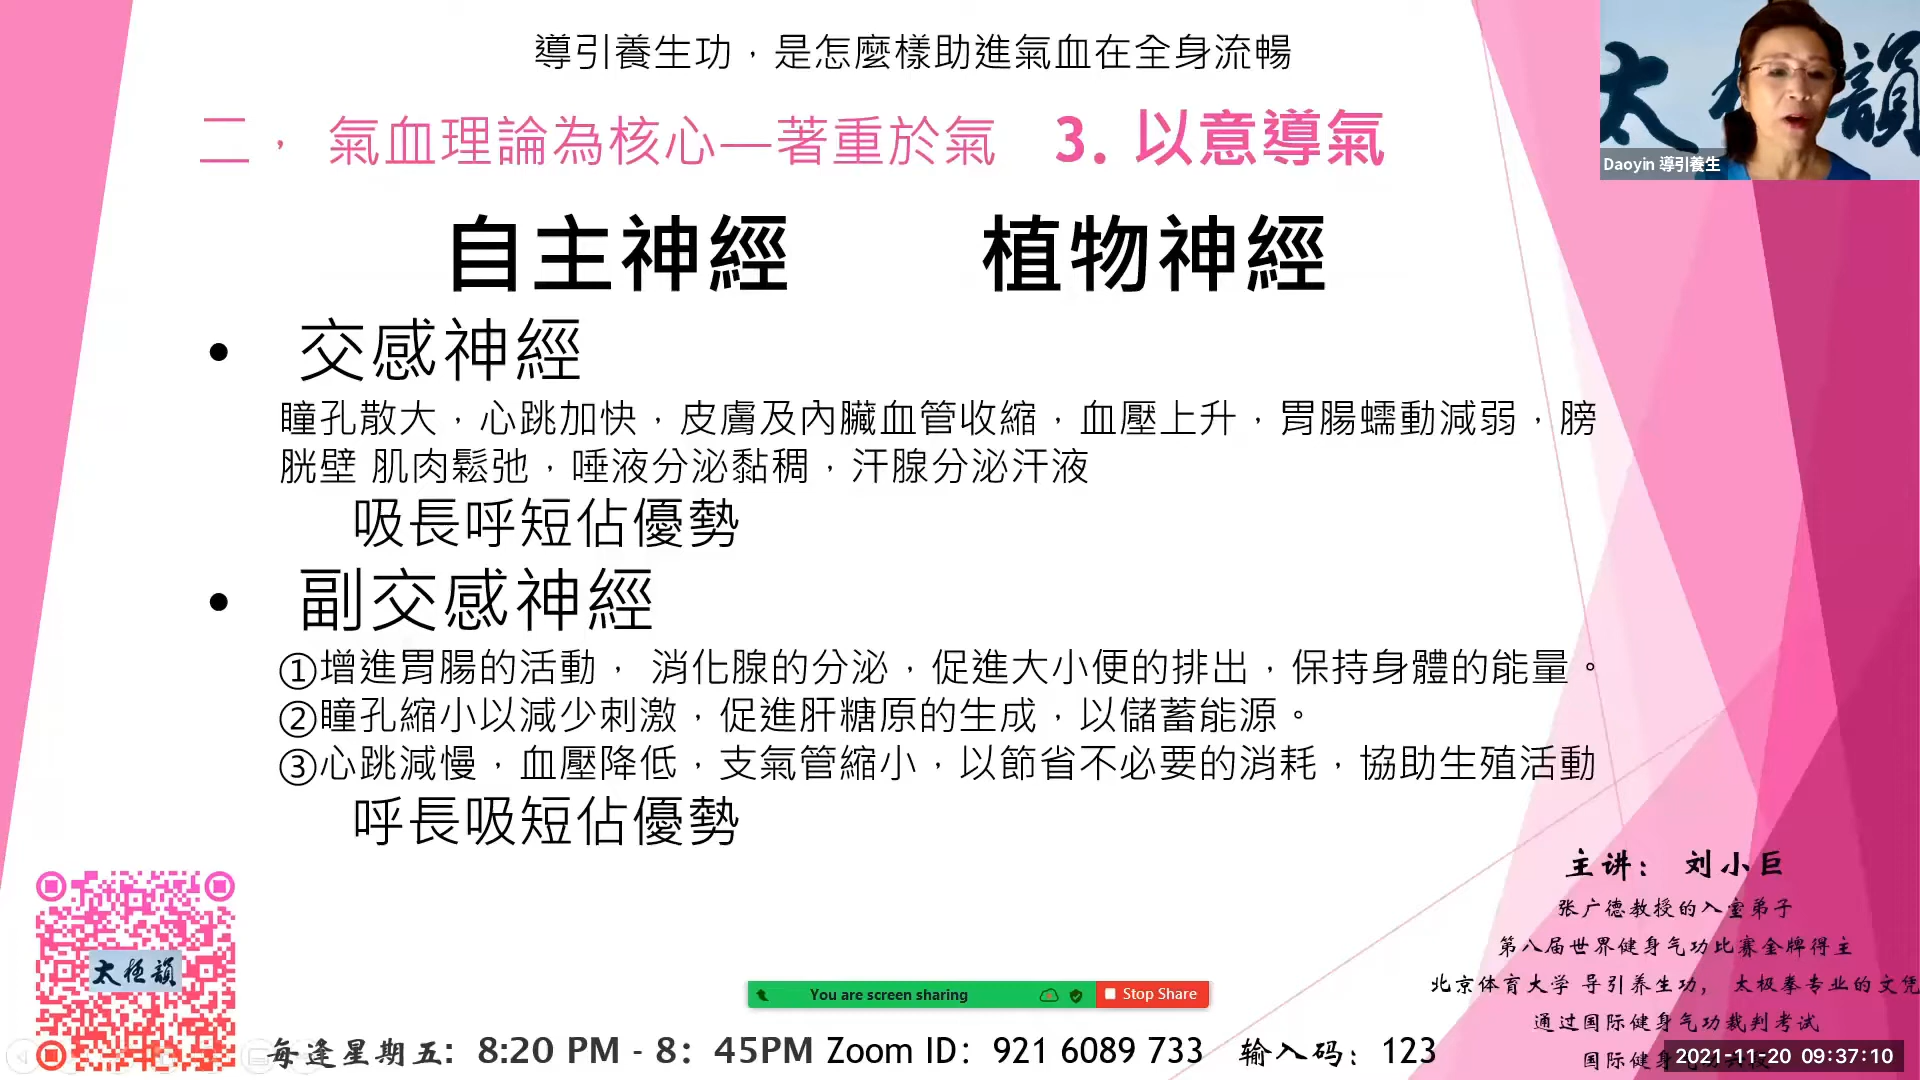 導引養生功，是怎麼樣助進氣血在全身流暢
二， 氣血理論為核心—著重於氣 3. 以意導氣
自主神經 植物神經
• 交感神經
瞳孔散大，心跳加快，皮膚及內臟血管收縮，血壓上升，胃腸蠕動減弱，膀
胱壁 肌肉鬆弛，唾液分泌黏稠，汗腺分泌汗液
吸長呼短佔優勢
• 副交感神經
①增進胃腸的活動， 消化腺的分泌，促進大小便的排出，保持身體的能量。
②瞳孔縮小以減少刺激，促進肝糖原的生成，以儲蓄能源。
③心跳減慢，血壓降低，支氣管縮小，以節省不必要的消耗，協助生殖活動
呼長吸短佔優勢
太極韻
Daoyin 導引養生
太極韻
主讲： 刘小巨
张广德教授的入室弟子
第八届世界健身气功比赛金牌得主
北京体育大学 导引养生功， 太极拳专业的文凭
通过国际健身气功裁判考试
国际健身
You are screen sharing
Stop Share
每逢星期五：8:20 PM - 8：45PM Zoom ID：921 6089 733 输入码：123
2021-11-20 09:37:10